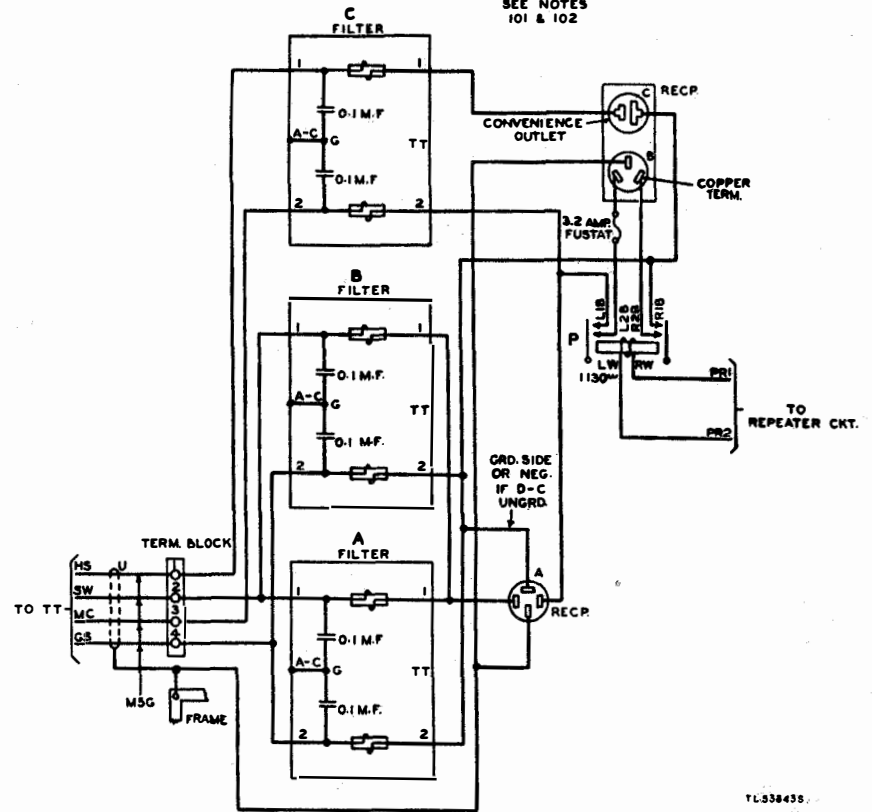 SEE NOTES
101 & 102
C
FILTER
1
1
0.1 M.F
A-C
G
TT
0.1 M.F
2
2
C
RECP.
CONVENIENCE
OUTLET
B
COPPER
TERM.
3.2 AMP.
FUSTAT
B
FILTER
1
1
0.1 M.F.
A-C
G
TT
0.1 M.F.
2
2
L1B
L2B
R2B
R1B
P
LW
RW
1130
PR1
PR2
TO
REPEATER CKT.
GRD. SIDE
OR NEG.
IF D-C
UNGRD.
A
FILTER
1
1
0.1 M.F
A-C
G
TT
0.1 M.F.
2
2
A
RECP.
TERM. BLOCK
HS
U
1
SW
2
TO TT
MC
3
GS
4
MSG
FRAME
TL53843S